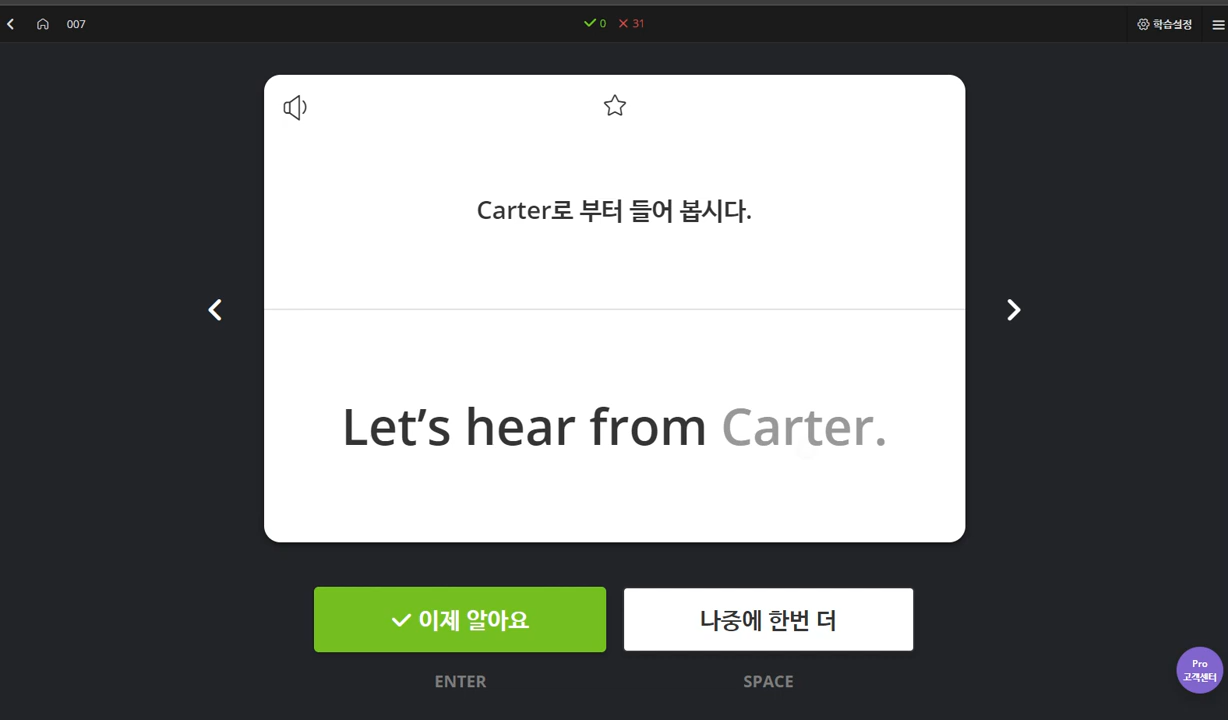 007
0
31
학습설정
Carter로 부터 들어 봅시다.
Let’s hear from Carter.
이제 알아요
나중에 한번 더
ENTER
SPACE
Pro
고객센터